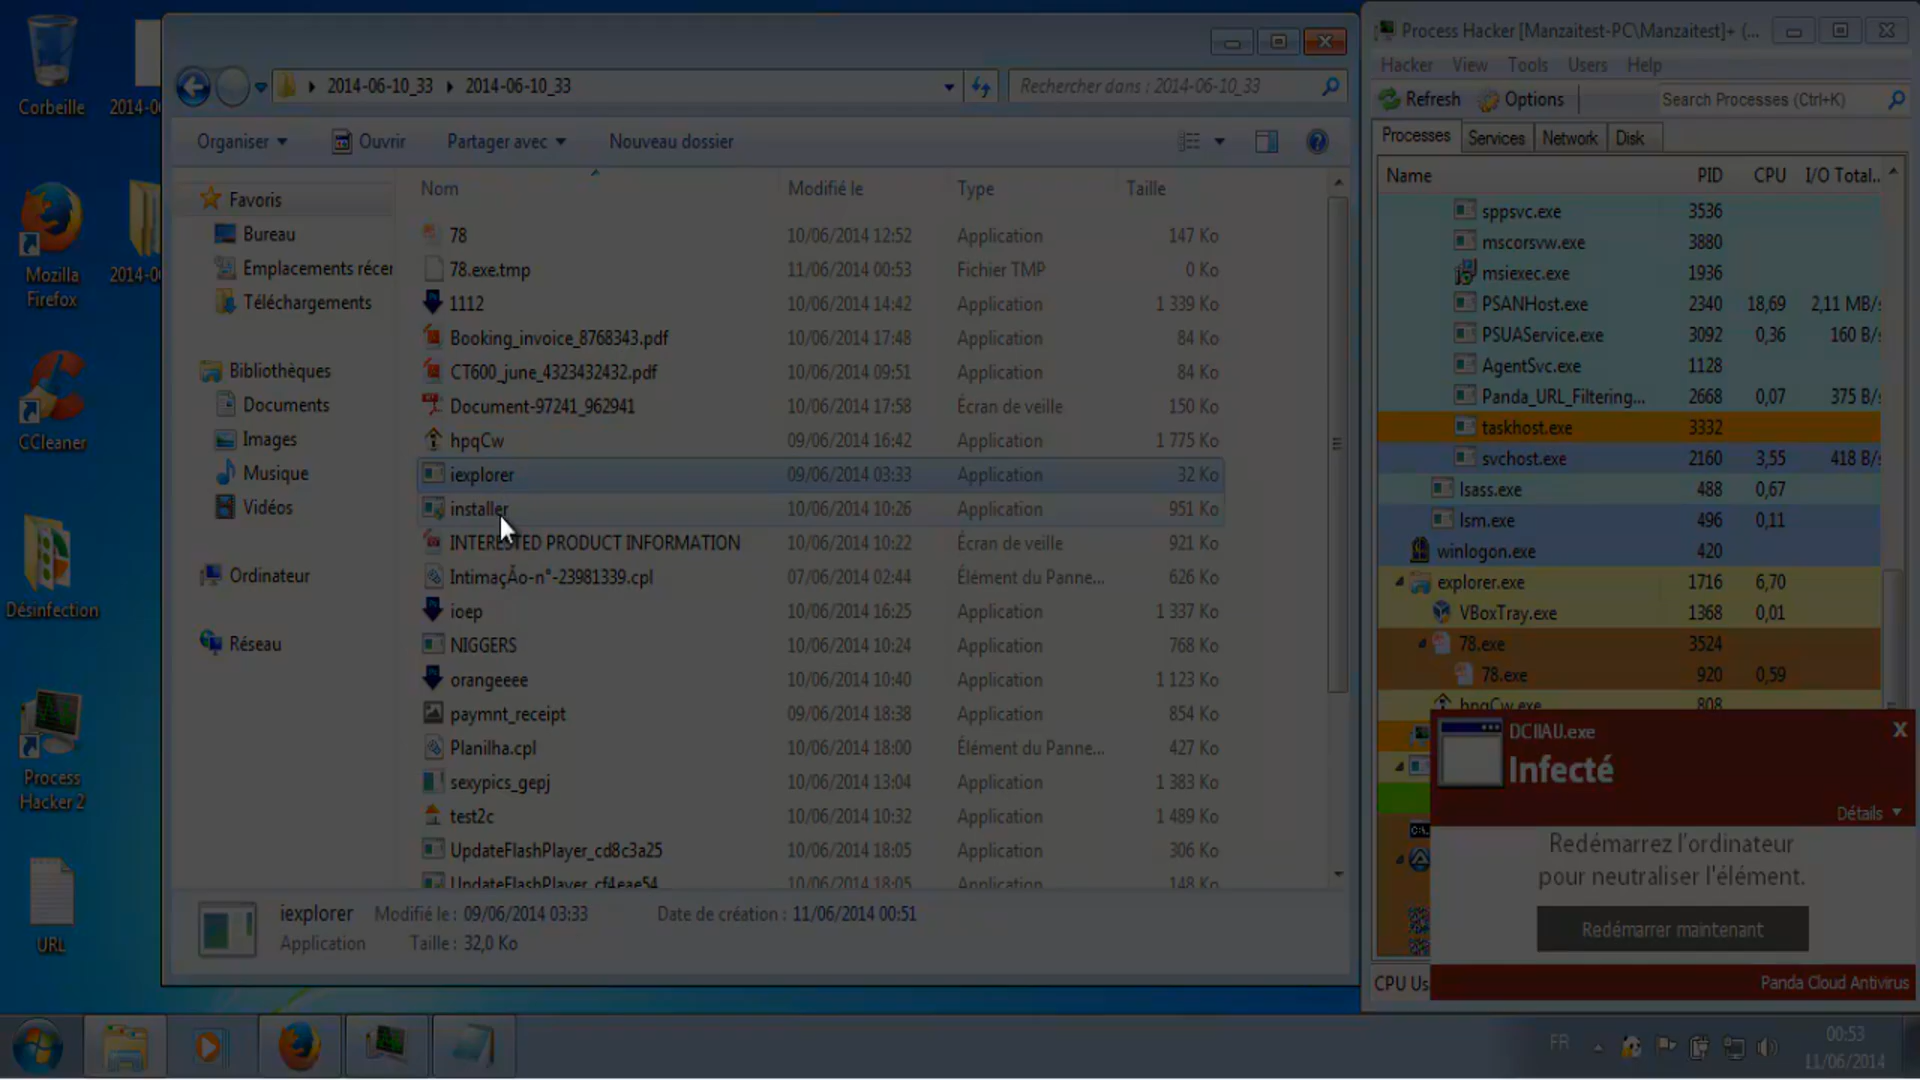 Corbeille
2014-0
Mozilla
Firefox
2014-0
CCleaner
Désinfection
Process
Hacker 2
URL
2014-06-10_33
2014-06-10_33
Rechercher dans : 2014-06-10_33
Organiser
Ouvrir
Partager avec
Nouveau dossier
Favoris
Bureau
Emplacements récer
Téléchargements
Bibliothèques
Documents
Images
Musique
Vidéos
Ordinateur
Réseau
Nom Modifié le Type Taille
78 10/06/2014 12:52 Application 147 Ko
78.exe.tmp 11/06/2014 00:53 Fichier TMP 0 Ko
1112 10/06/2014 14:42 Application 1 339 Ko
Booking_invoice_8768343.pdf 10/06/2014 17:48 Application 84 Ko
CT600_june_4323432432.pdf 10/06/2014 09:51 Application 84 Ko
Document-97241_962941 10/06/2014 17:58 Écran de veille 150 Ko
hpqCw 09/06/2014 16:42 Application 1 775 Ko
iexplorer 09/06/2014 03:33 Application 32 Ko
installer 10/06/2014 10:26 Application 951 Ko
INTERESTED PRODUCT INFORMATION 10/06/2014 10:22 Écran de veille 921 Ko
IntimaçÃo-n°-23981339.cpl 07/06/2014 02:44 Élément du Panne... 626 Ko
ioep 10/06/2014 16:25 Application 1 337 Ko
NIGGERS 10/06/2014 10:24 Application 768 Ko
orangeeee 10/06/2014 10:40 Application 1 123 Ko
paymnt_receipt 09/06/2014 18:38 Application 854 Ko
Planilha.cpl 10/06/2014 18:00 Élément du Panne... 427 Ko
sexypics_gepj 10/06/2014 13:04 Application 1 383 Ko
test2c 10/06/2014 10:32 Application 1 489 Ko
UpdateFlashPlayer_cd8c3a25 10/06/2014 18:05 Application 306 Ko
UpdateFlashPlayer_cf4eae54 10/06/2014 18:05 Application 148 Ko
iexplorer Modifié le : 09/06/2014 03:33 Date de création : 11/06/2014 00:51
Application Taille : 32,0 Ko
Process Hacker [Manzaitest-PC\Manzaitest]+ (...
Hacker View Tools Users Help
Refresh Options Search Processes (Ctrl+K)
Processes Services Network Disk
Name PID CPU I/O Total...
sppsvc.exe 3536
mscorsvw.exe 3880
msiexec.exe 1936
PSANHost.exe 2340 18,69 2,11 MB/s
PSUAService.exe 3092 0,36 160 B/s
AgentSvc.exe 1128
Panda_URL_Filtering... 2668 0,07 375 B/s
taskhost.exe 3332
svchost.exe 2160 3,55 418 B/s
lsass.exe 488 0,67
lsm.exe 496 0,11
winlogon.exe 420
explorer.exe 1716 6,70
VBoxTray.exe 1368 0,01
78.exe 3524
78.exe 920 0,59
hpqCw.exe 808
CPU Us
DCIIAU.exe
Infecté
Détails
Redémarrez l'ordinateur
pour neutraliser l'élément.
Redémarrer maintenant
Panda Cloud Antivirus
FR
00:53
11/06/2014